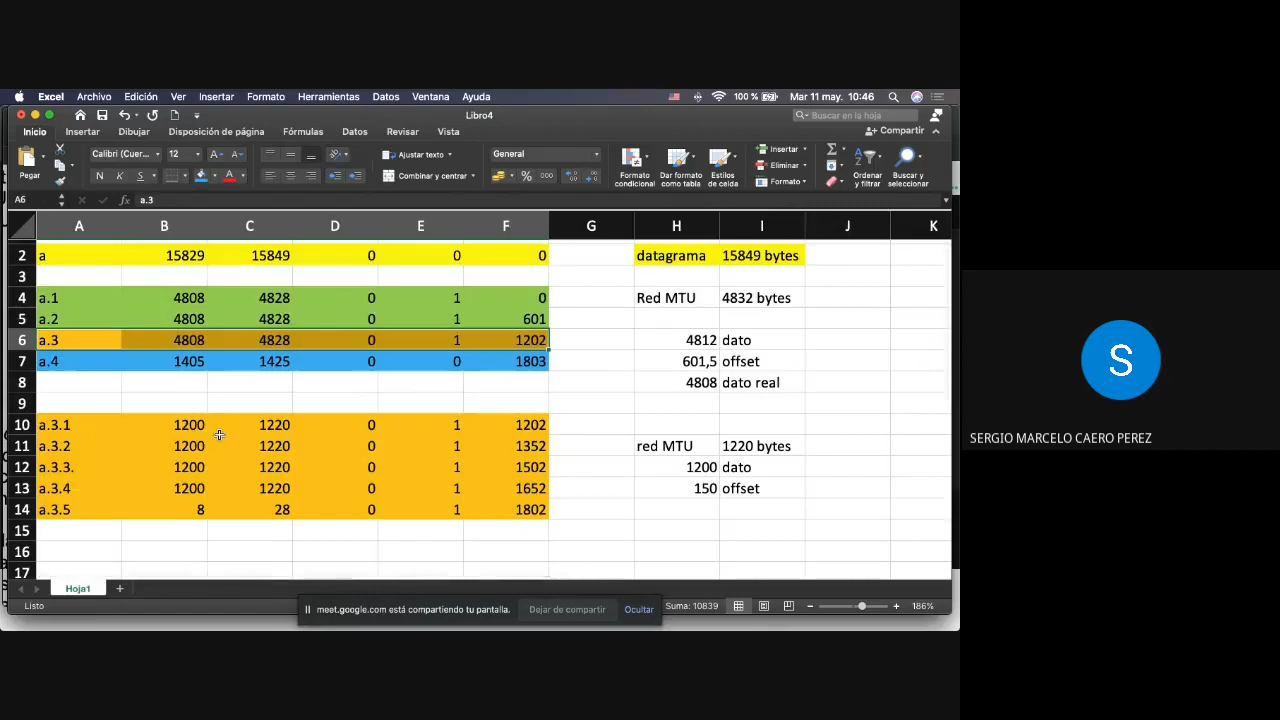 Excel Archivo Edición Ver Insertar Formato Herramientas Datos Ventana Ayuda 100 % Mar 11 may. 10:46
Libro4 Buscar en la hoja
Inicio Insertar Dibujar Disposición de página Fórmulas Datos Revisar Vista Compartir
Pegar Calibri (Cuer... 12 A A Ajustar texto General Formato condicional Dar formato como tabla Estilos de celda Insertar Eliminar Formato Ordenar y filtrar Buscar y seleccionar
N K S A Combinar y centrar % 000
A6 fx a.3
A B C D E F G H I J K
2 a 15829 15849 0 0 0 datagrama 15849 bytes
3
4 a.1 4808 4828 0 1 0 Red MTU 4832 bytes
5 a.2 4808 4828 0 1 601
6 a.3 4808 4828 0 1 1202 4812 dato
7 a.4 1405 1425 0 0 1803 601,5 offset
8 4808 dato real
9
10 a.3.1 1200 1220 0 1 1202
11 a.3.2 1200 1220 0 1 1352 red MTU 1220 bytes
12 a.3.3. 1200 1220 0 1 1502 1200 dato
13 a.3.4 1200 1220 0 1 1652 150 offset
14 a.3.5 8 28 0 1 1802
15
16
17
Hoja1 +
Listo meet.google.com está compartiendo tu pantalla. Dejar de compartir Ocultar Suma: 10839 186%
S
SERGIO MARCELO CAERO PEREZ